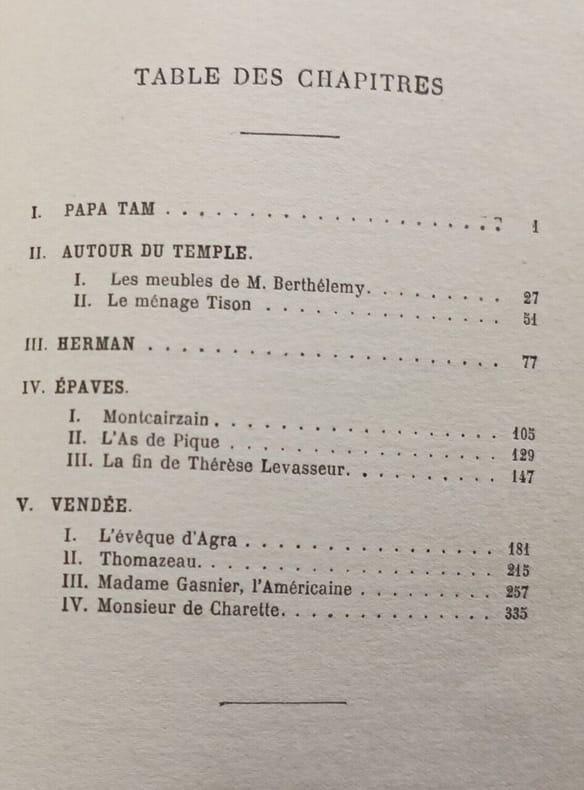 TABLE DES CHAPITRES
I. PAPA TAM . . . . . . . . . . . . . . . . . . 1
II. AUTOUR DU TEMPLE.
I. Les meubles de M. Berthélemy. . . . . . . . . 27
II. Le ménage Tison . . . . . . . . . . . . 51
III. HERMAN . . . . . . . . . . . . . . . . . 77
IV. ÉPAVES.
I. Montcairzain . . . . . . . . . . . . . . 105
II. L'As de Pique . . . . . . . . . . . . . 129
III. La fin de Thérèse Levasseur. . . . . . . . . 147
V. VENDÉE.
I. L'évêque d'Agra . . . . . . . . . . . . . 181
II. Thomazeau. . . . . . . . . . . . . . . 215
III. Madame Gasnier, l'Américaine . . . . . . . . 257
IV. Monsieur de Charette. . . . . . . . . . . . 335